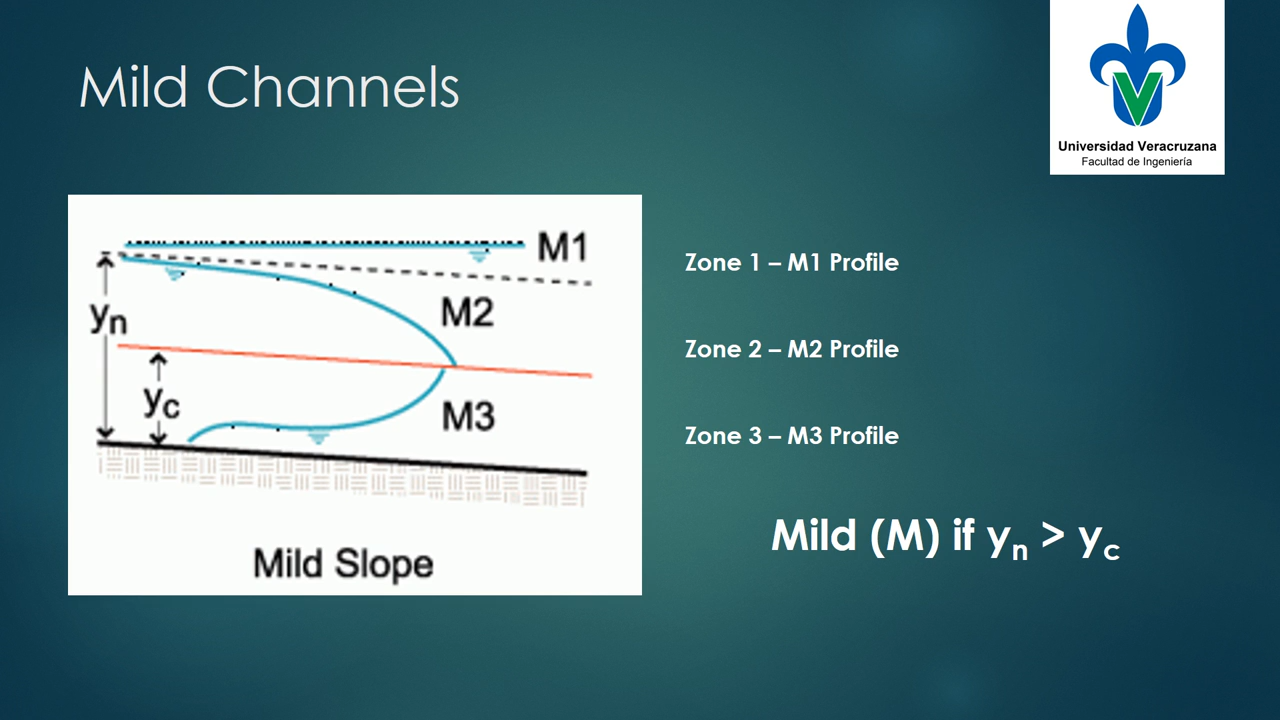 Mild Channels
Universidad Veracruzana
Facultad de Ingeniería
M1
M2
yn
yc
M3
Mild Slope
Zone 1 – M1 Profile
Zone 2 – M2 Profile
Zone 3 – M3 Profile
Mild (M) if yn > yc